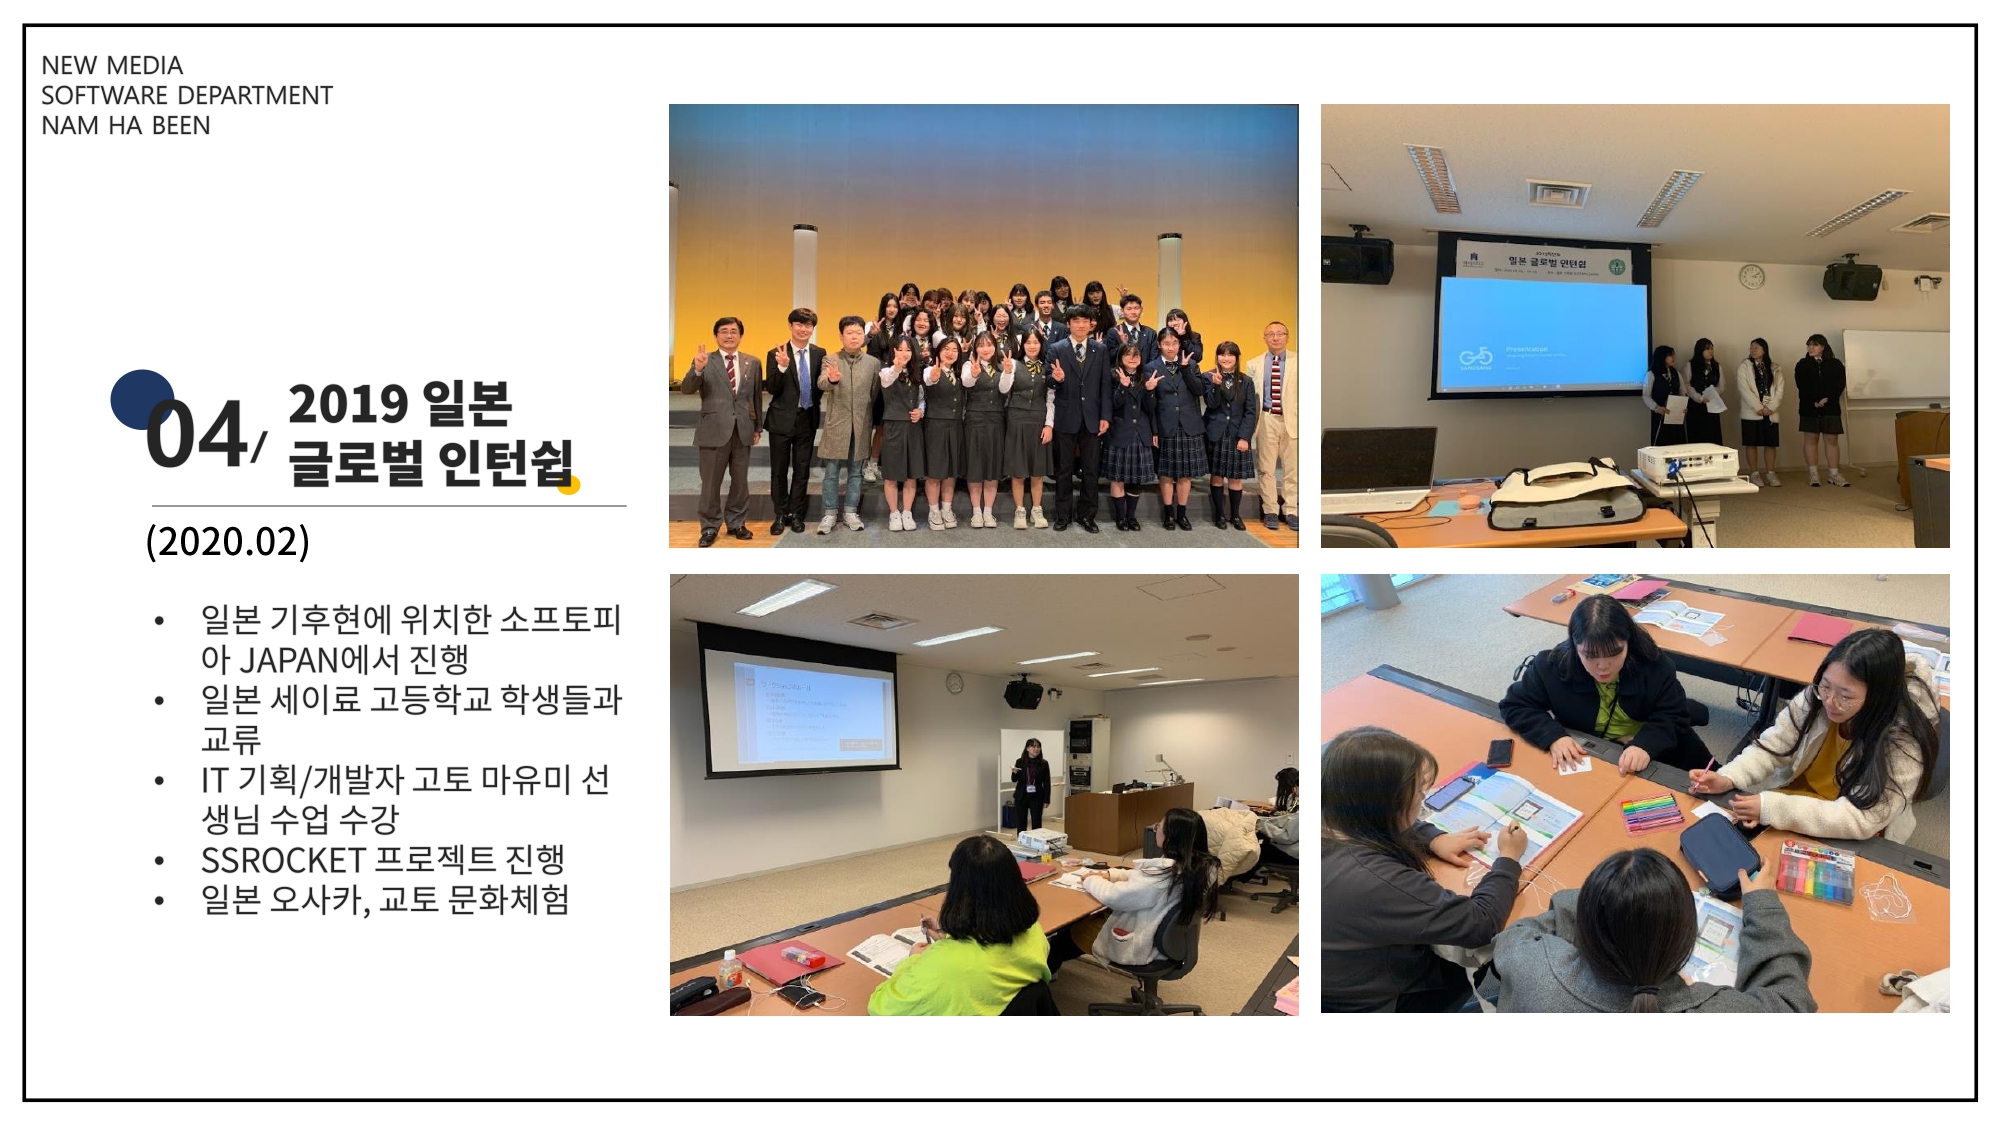 NEW MEDIA
SOFTWARE DEPARTMENT
NAM HA BEEN
04/
2019 일본
글로벌 인턴쉽
(2020.02)
• 일본 기후현에 위치한 소프토피
아 JAPAN에서 진행
• 일본 세이료 고등학교 학생들과
교류
• IT 기획/개발자 고토 마유미 선
생님 수업 수강
• SSROCKET 프로젝트 진행
• 일본 오사카, 교토 문화체험
일본 글로벌 인턴쉽
Presentation